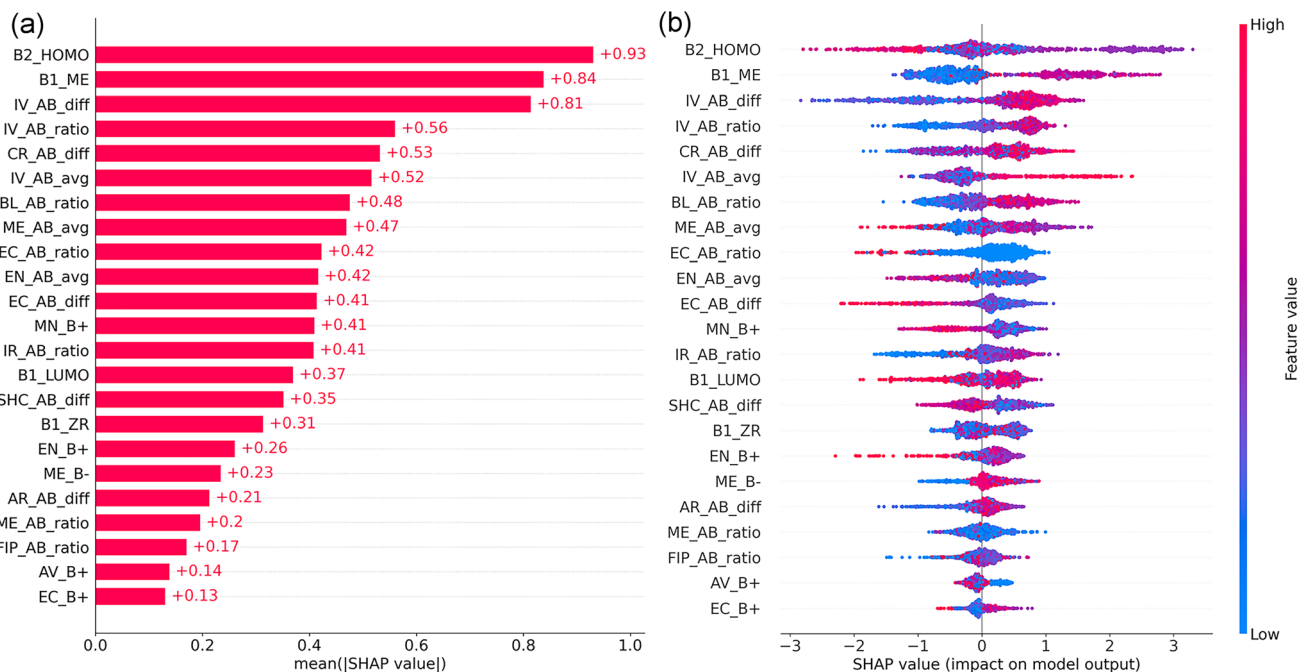 (a)
B2_HOMO +0.93
B1_ME +0.84
IV_AB_diff +0.81
IV_AB_ratio +0.56
CR_AB_diff +0.53
IV_AB_avg +0.52
BL_AB_ratio +0.48
ME_AB_avg +0.47
EC_AB_ratio +0.42
EN_AB_avg +0.42
EC_AB_diff +0.41
MN_B+ +0.41
IR_AB_ratio +0.41
B1_LUMO +0.37
SHC_AB_diff +0.35
B1_ZR +0.31
EN_B+ +0.26
ME_B- +0.23
AR_AB_diff +0.21
ME_AB_ratio +0.2
FIP_AB_ratio +0.17
AV_B+ +0.14
EC_B+ +0.13
0.0 0.2 0.4 0.6 0.8 1.0
mean(|SHAP value|)
(b)
B2_HOMO
B1_ME
IV_AB_diff
IV_AB_ratio
CR_AB_diff
IV_AB_avg
BL_AB_ratio
ME_AB_avg
EC_AB_ratio
EN_AB_avg
EC_AB_diff
MN_B+
IR_AB_ratio
B1_LUMO
SHC_AB_diff
B1_ZR
EN_B+
ME_B-
AR_AB_diff
ME_AB_ratio
FIP_AB_ratio
AV_B+
EC_B+
−3 −2 −1 0 1 2 3
SHAP value (impact on model output)
High
Feature value
Low